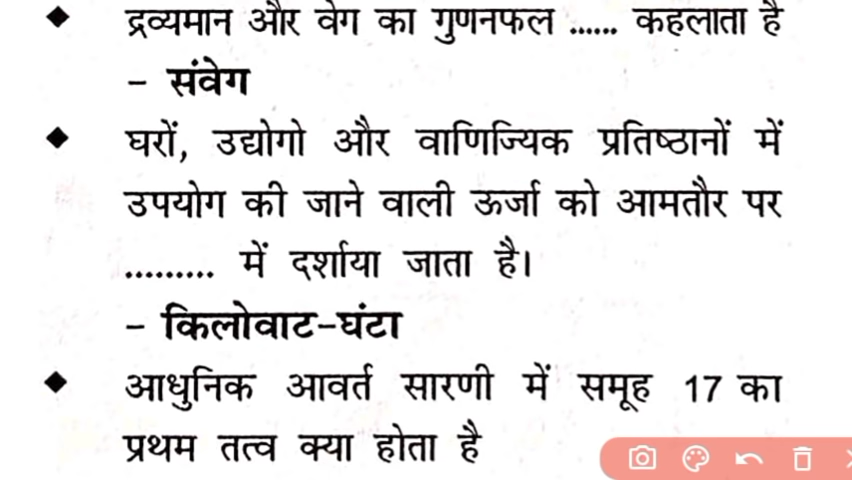 ◆ द्रव्यमान और वेग का गुणनफल ...... कहलाता है
– संवेग
◆ घरों, उद्योगो और वाणिज्यिक प्रतिष्ठानों में
उपयोग की जाने वाली ऊर्जा को आमतौर पर
......... में दर्शाया जाता है।
– किलोवाट-घंटा
◆ आधुनिक आवर्त सारणी में समूह 17 का
प्रथम तत्व क्या होता है